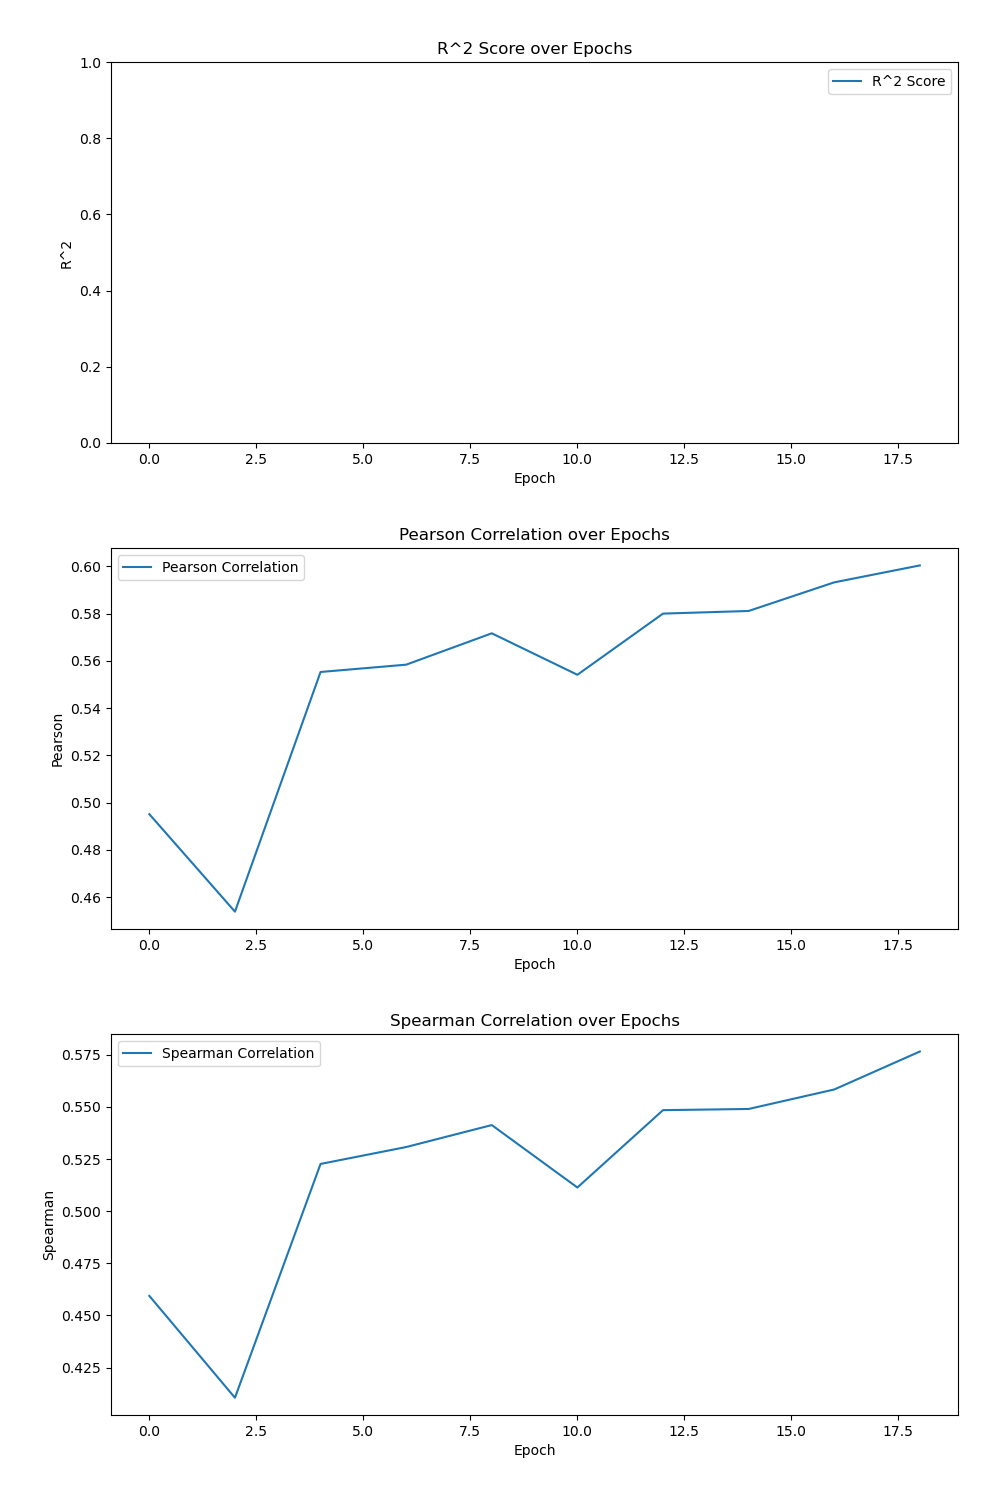 R^2 Score over Epochs
1.0
R^2 Score
0.8
0.6
R^2
0.4
0.2
0.0
0.0 2.5 5.0 7.5 10.0 12.5 15.0 17.5
Epoch
Pearson Correlation over Epochs
Pearson Correlation
0.60
0.58
0.56
0.54
Pearson
0.52
0.50
0.48
0.46
0.0 2.5 5.0 7.5 10.0 12.5 15.0 17.5
Epoch
Spearman Correlation over Epochs
Spearman Correlation
0.575
0.550
0.525
0.500
Spearman
0.475
0.450
0.425
0.0 2.5 5.0 7.5 10.0 12.5 15.0 17.5
Epoch